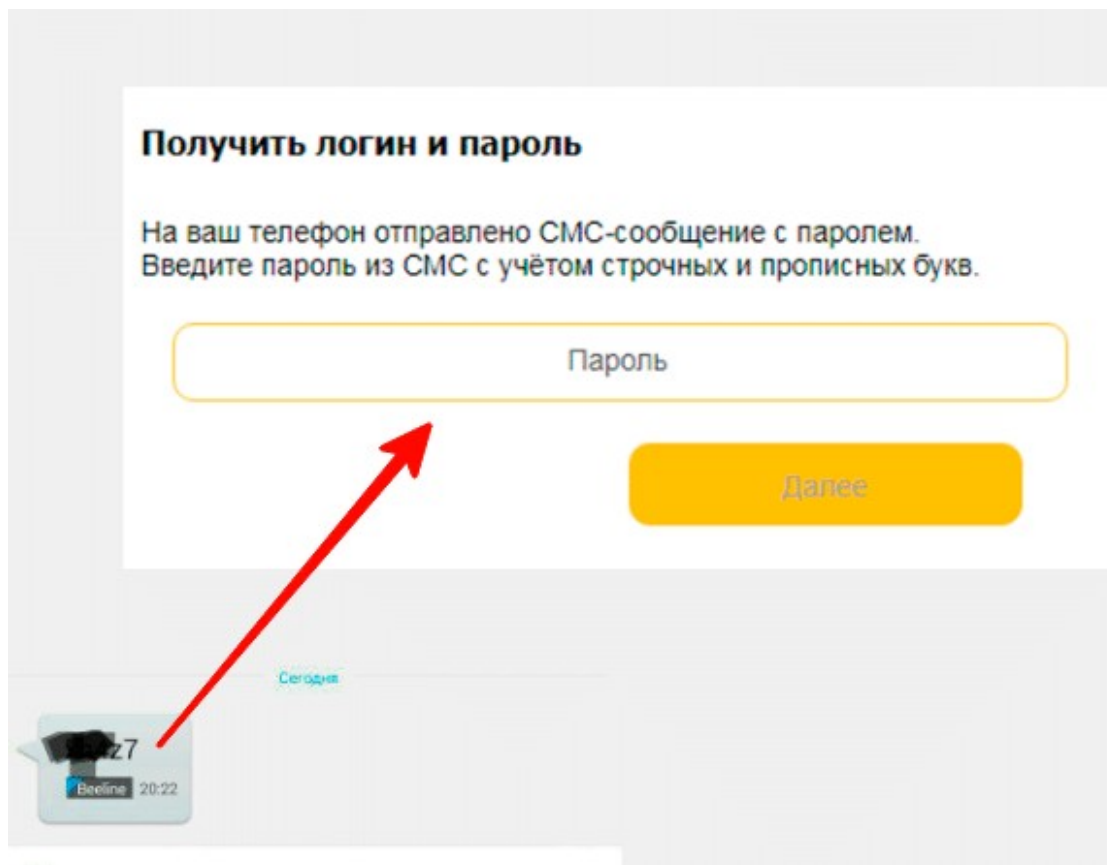 Получить логин и пароль
На ваш телефон отправлено СМС-сообщение с паролем.
Введите пароль из СМС с учётом строчных и прописных букв.
Пароль
Далее
Сегодня
z7
Beeline 20:22